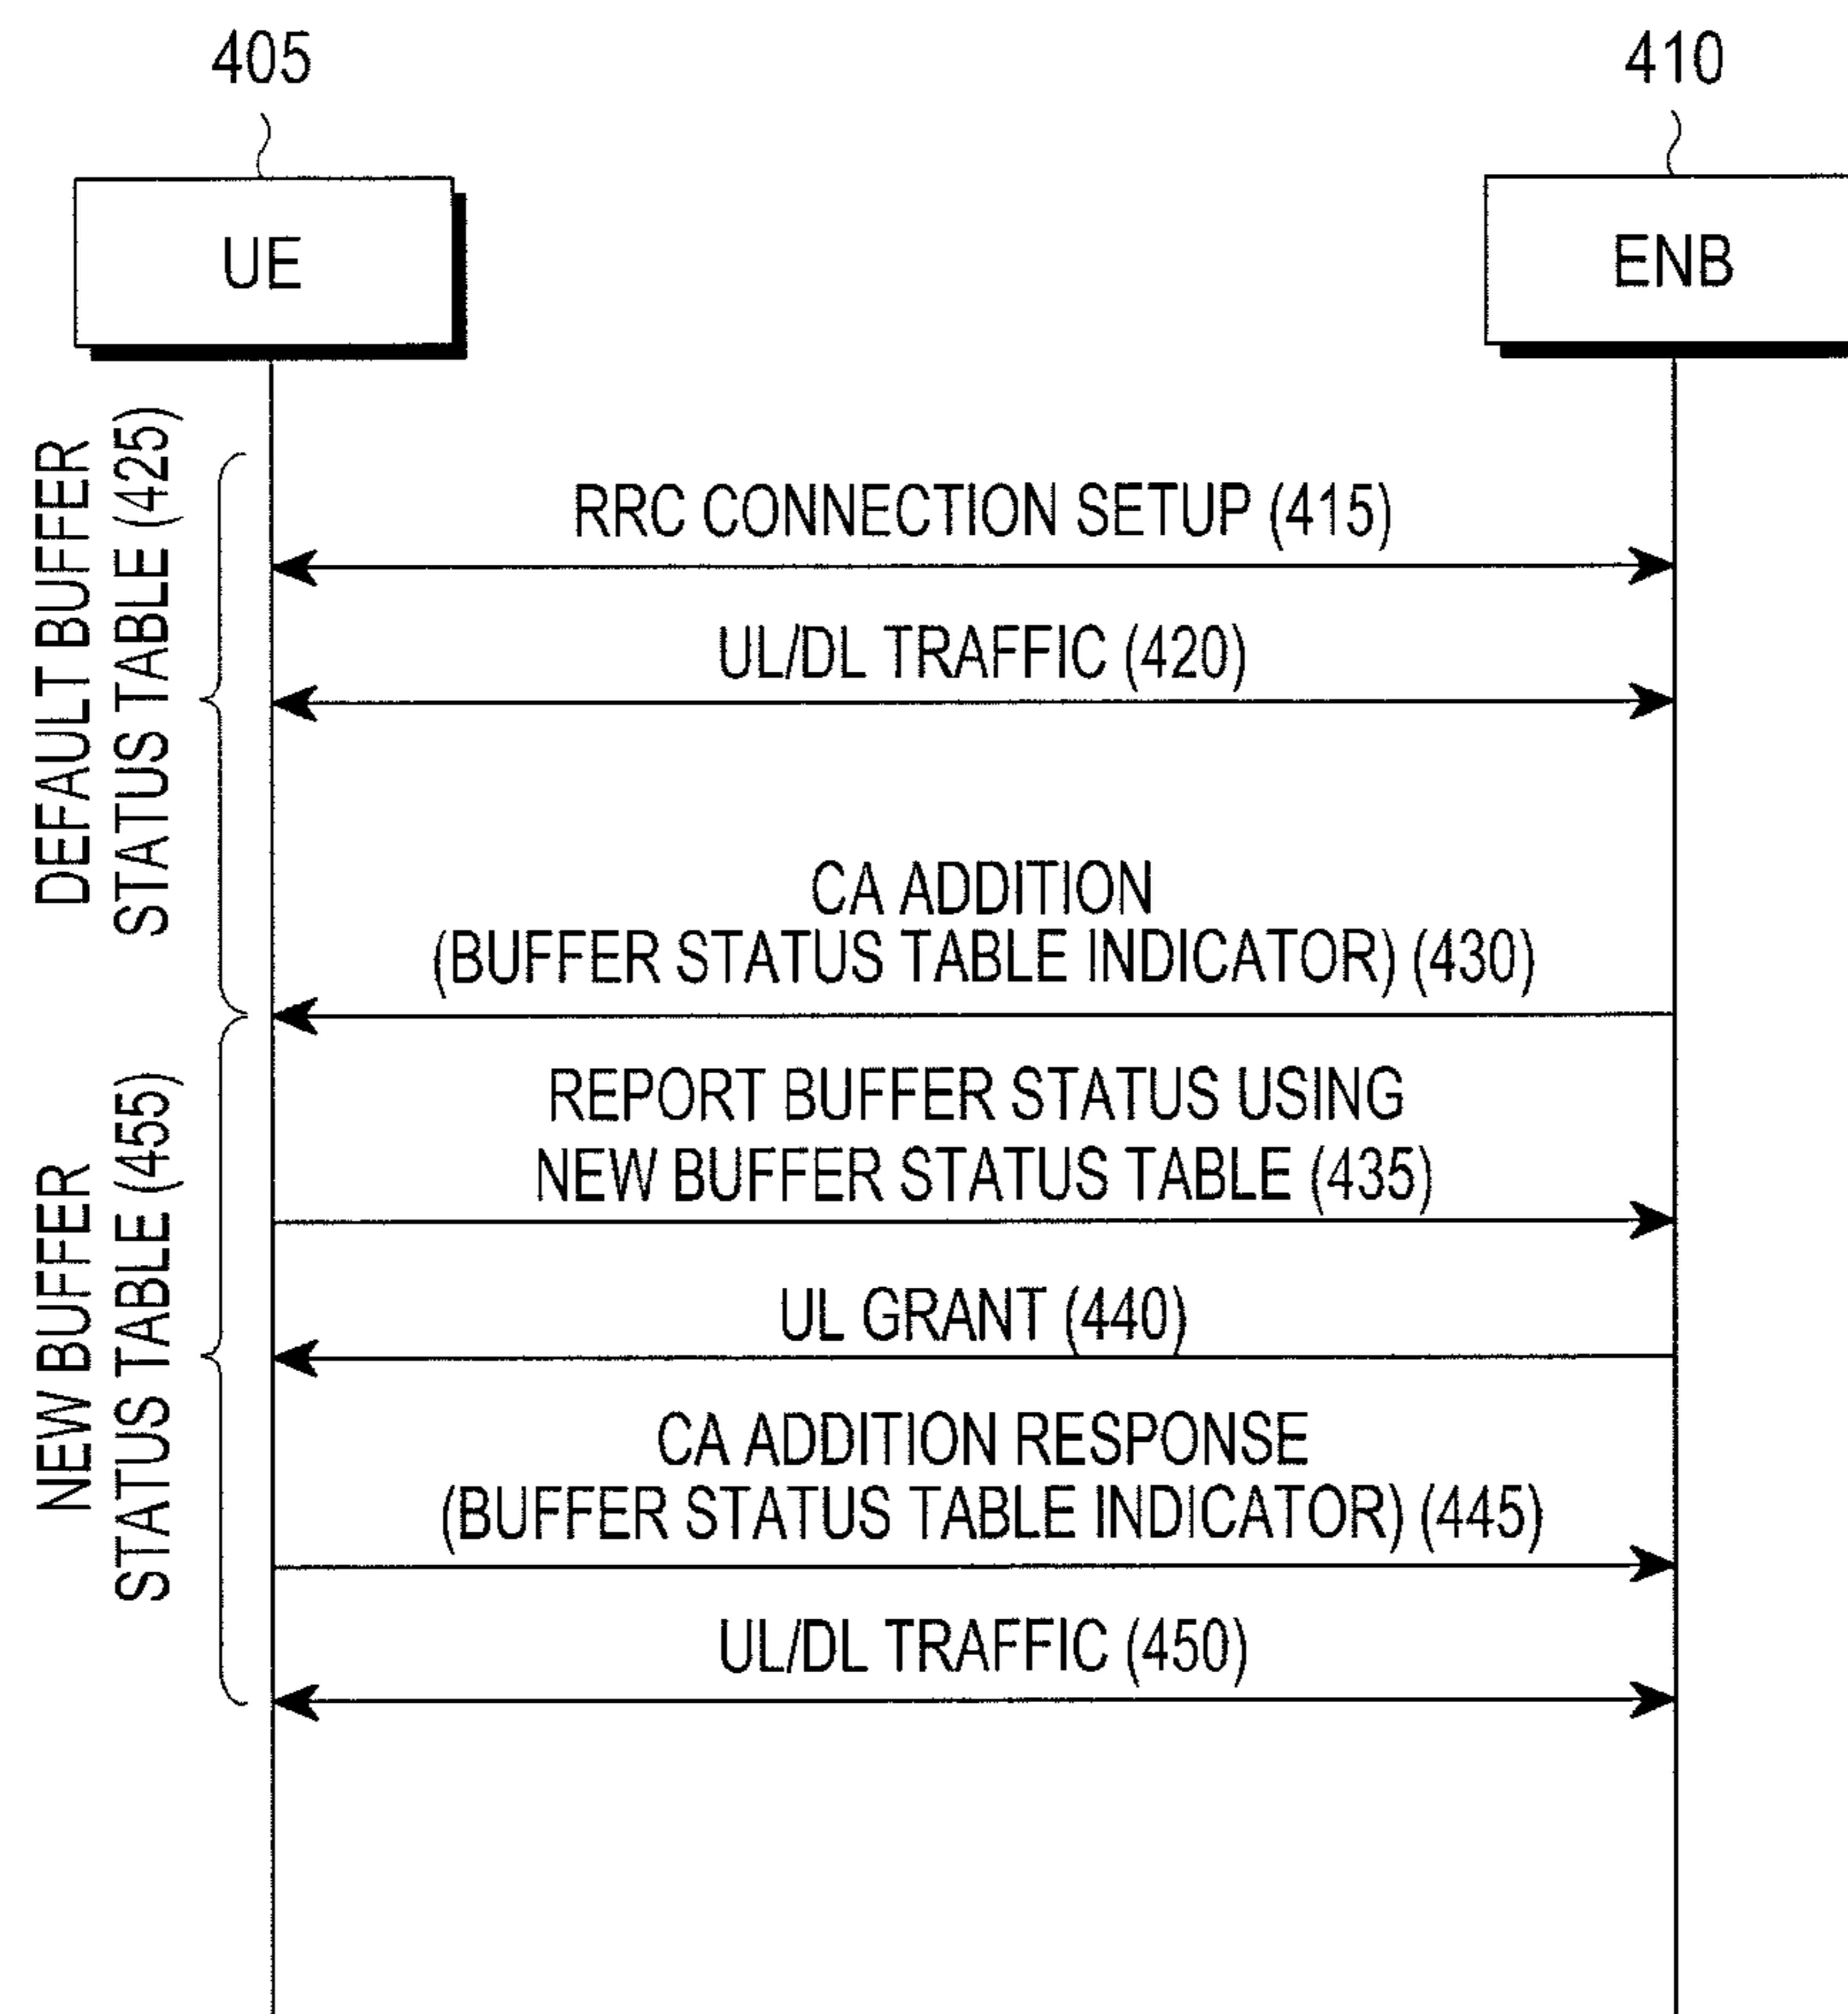 405
410
UE
ENB
DEFAULT BUFFER
STATUS TABLE (425)
RRC CONNECTION SETUP (415)
UL/DL TRAFFIC (420)
CA ADDITION
(BUFFER STATUS TABLE INDICATOR) (430)
NEW BUFFER
STATUS TABLE (455)
REPORT BUFFER STATUS USING
NEW BUFFER STATUS TABLE (435)
UL GRANT (440)
CA ADDITION RESPONSE
(BUFFER STATUS TABLE INDICATOR) (445)
UL/DL TRAFFIC (450)